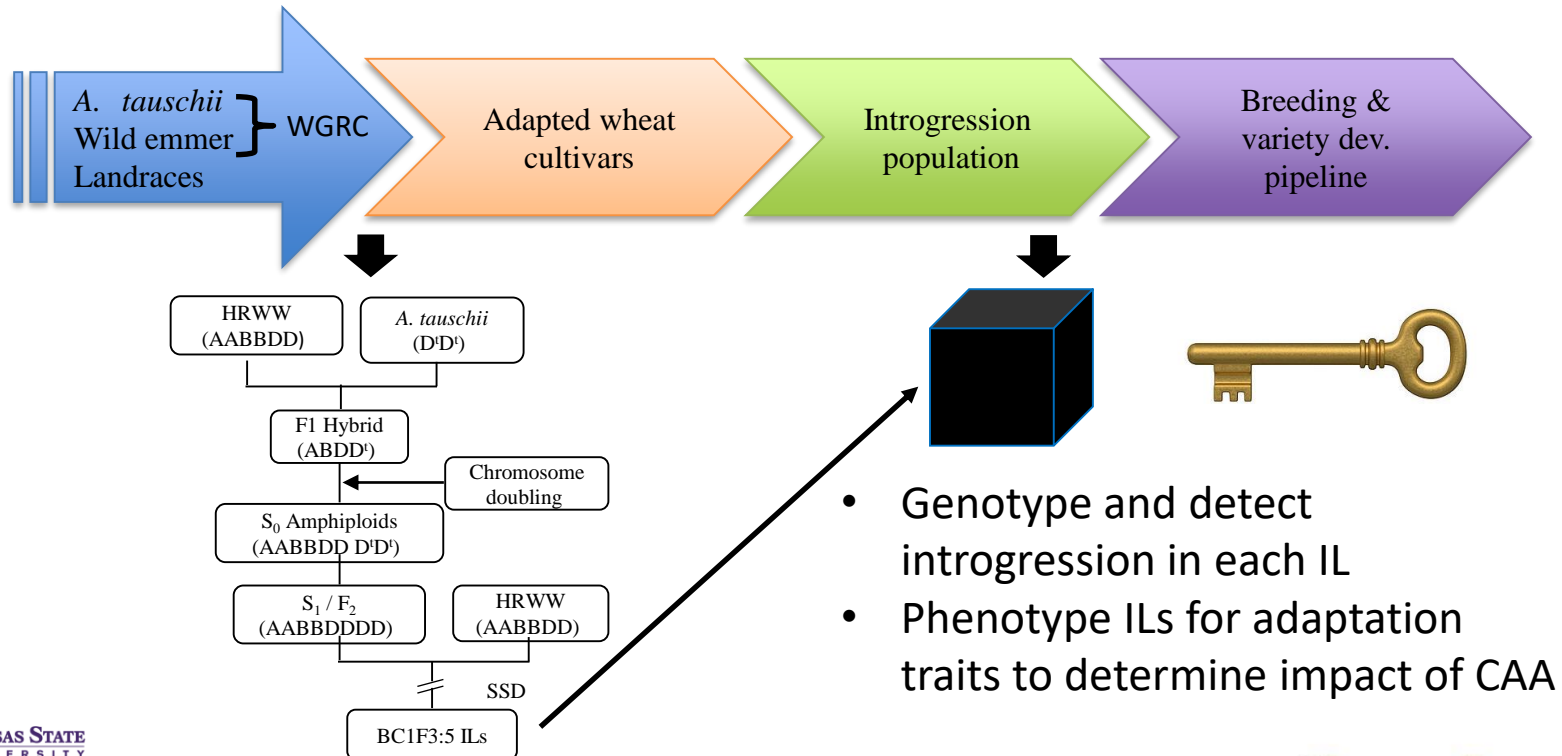 A. tauschii
Wild emmer
Landraces
WGRC
Adapted wheat
cultivars
Introgression
population
Breeding &
variety dev.
pipeline
HRWW
(AABBDD)
A. tauschii
(DᵗDᵗ)
F1 Hybrid
(ABDDᵗ)
Chromosome
doubling
S₀ Amphiploids
(AABBDD DᵗDᵗ)
S₁ / F₂
(AABBDDDD)
HRWW
(AABBDD)
SSD
BC1F3:5 ILs
• Genotype and detect
introgression in each IL
• Phenotype ILs for adaptation
traits to determine impact of CAA